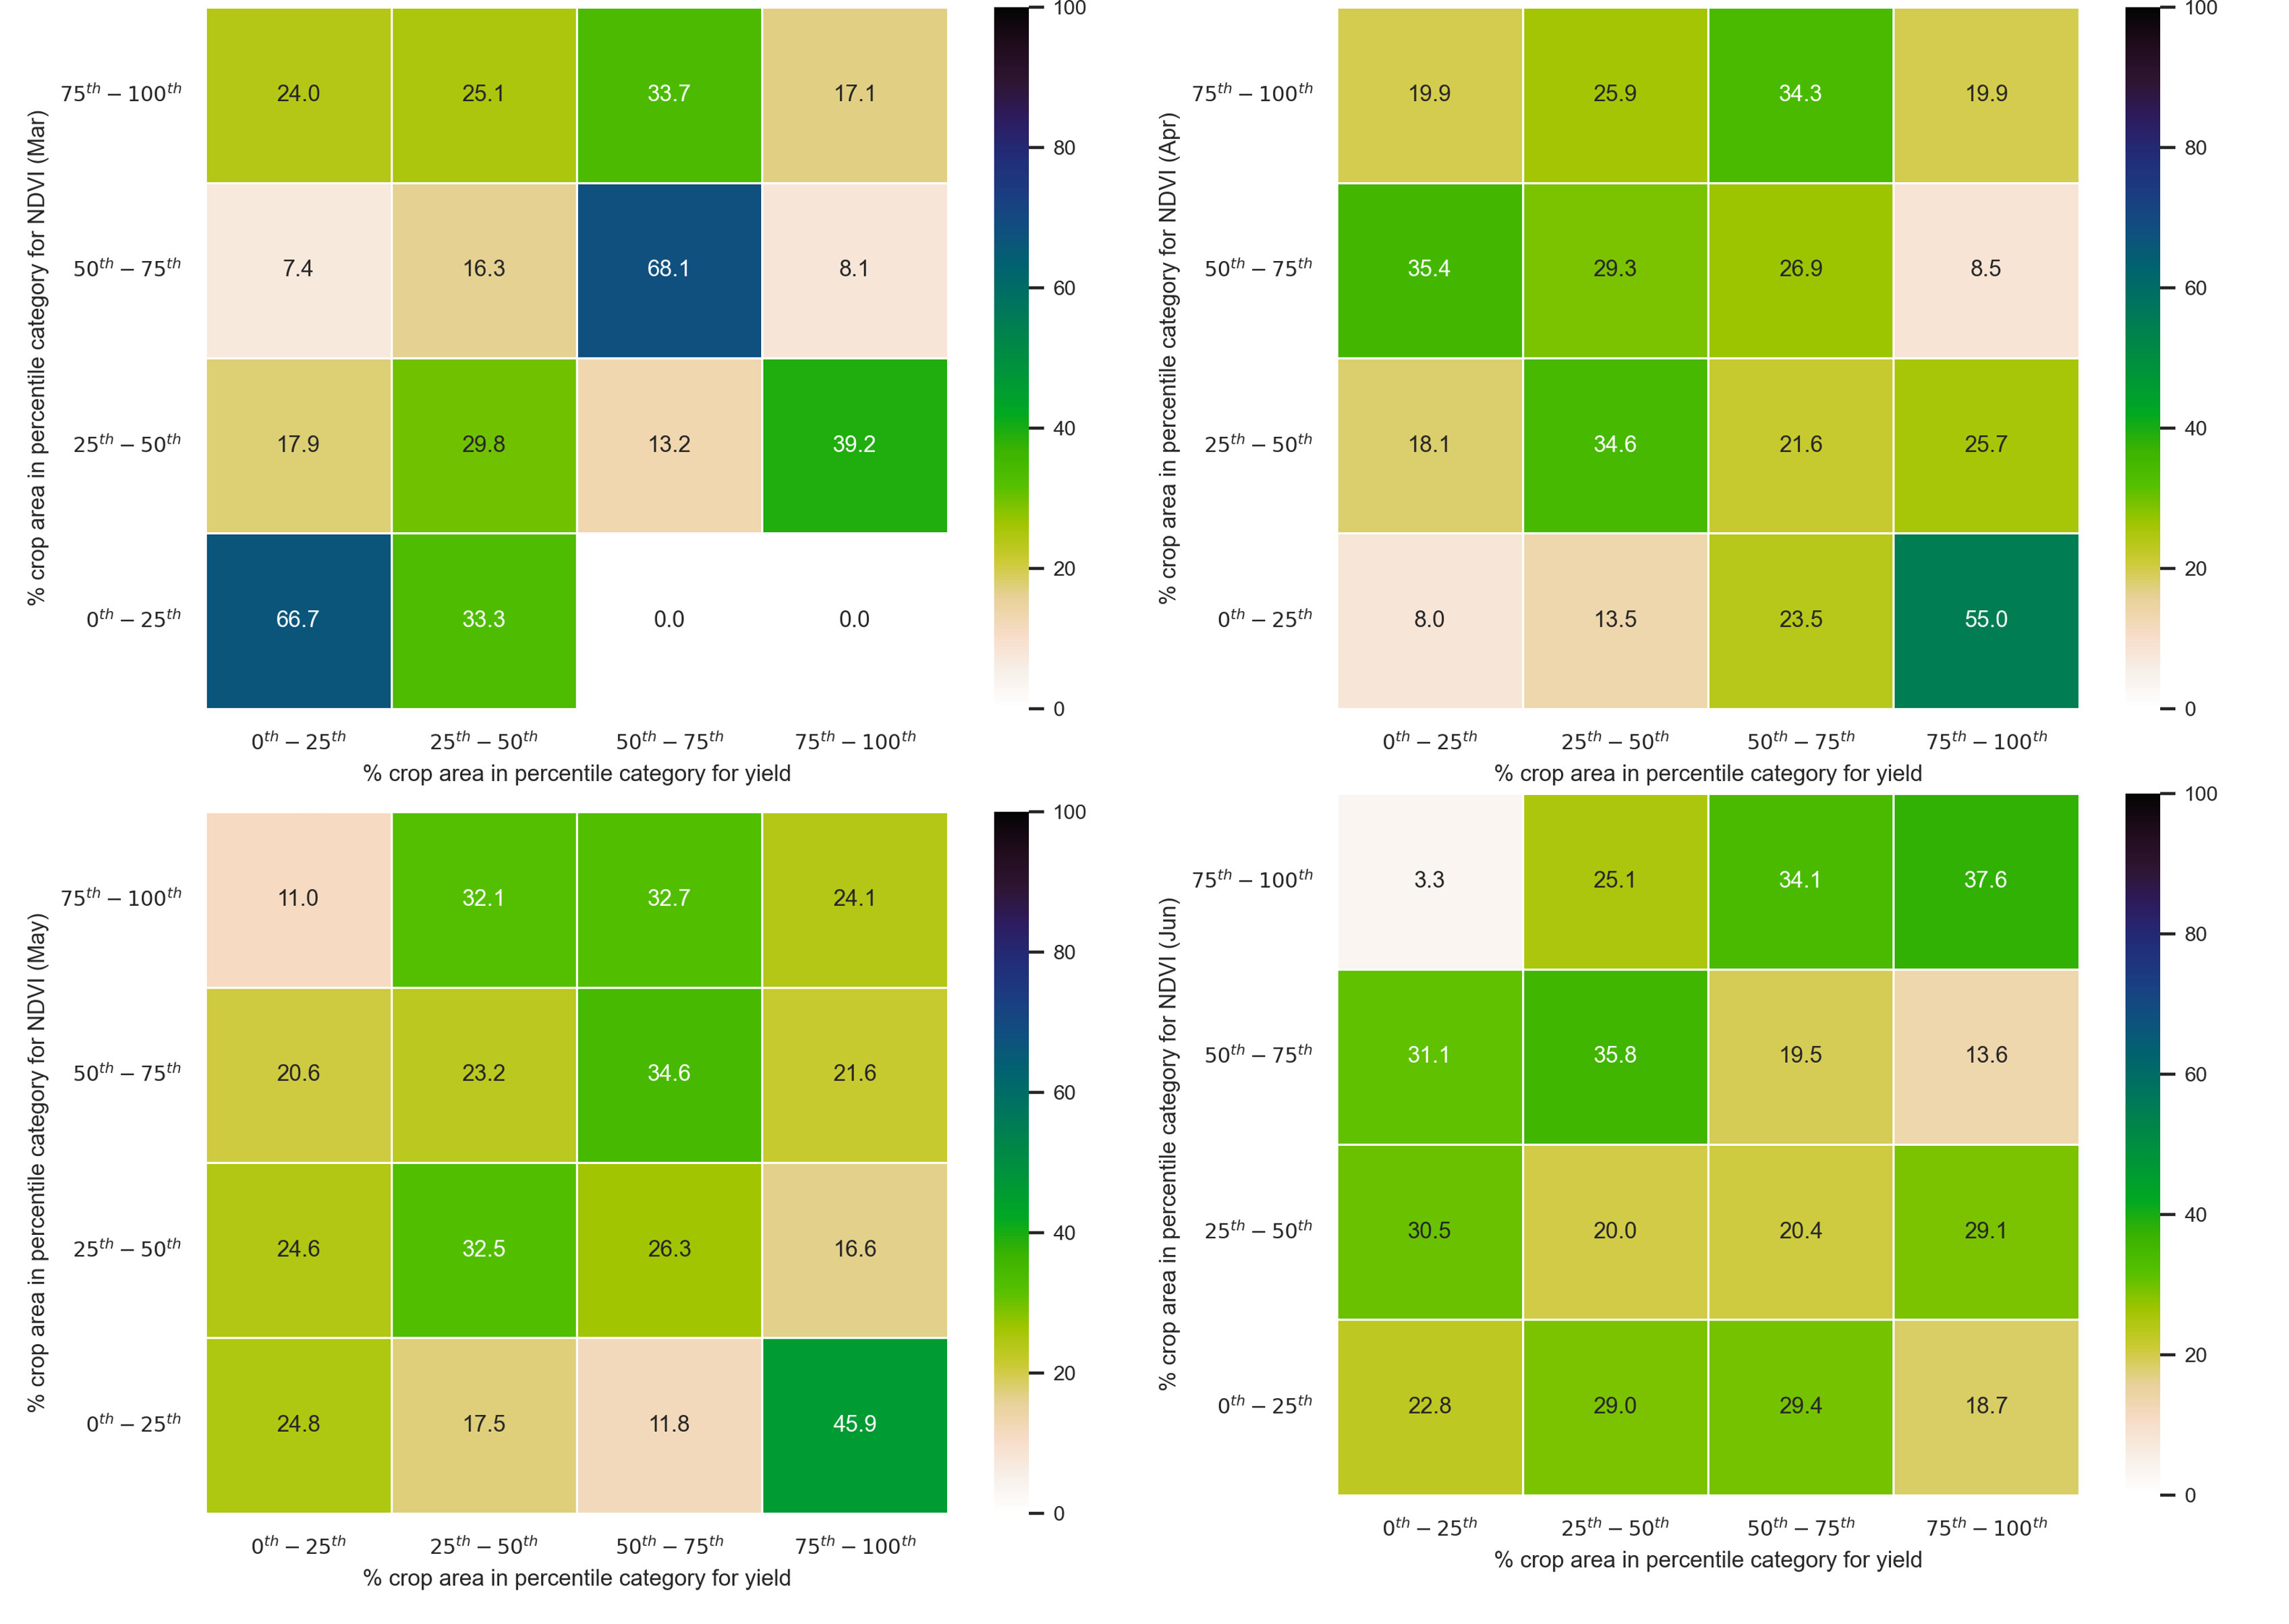 % crop area in percentile category for NDVI (Mar)
75th − 100th 24.0 25.1 33.7 17.1
50th − 75th 7.4 16.3 68.1 8.1
25th − 50th 17.9 29.8 13.2 39.2
0th − 25th 66.7 33.3 0.0 0.0
0th − 25th 25th − 50th 50th − 75th 75th − 100th
% crop area in percentile category for yield
100
80
60
40
20
0
% crop area in percentile category for NDVI (Apr)
75th − 100th 19.9 25.9 34.3 19.9
50th − 75th 35.4 29.3 26.9 8.5
25th − 50th 18.1 34.6 21.6 25.7
0th − 25th 8.0 13.5 23.5 55.0
0th − 25th 25th − 50th 50th − 75th 75th − 100th
% crop area in percentile category for yield
100
80
60
40
20
0
% crop area in percentile category for NDVI (May)
75th − 100th 11.0 32.1 32.7 24.1
50th − 75th 20.6 23.2 34.6 21.6
25th − 50th 24.6 32.5 26.3 16.6
0th − 25th 24.8 17.5 11.8 45.9
0th − 25th 25th − 50th 50th − 75th 75th − 100th
% crop area in percentile category for yield
100
80
60
40
20
0
% crop area in percentile category for NDVI (Jun)
75th − 100th 3.3 25.1 34.1 37.6
50th − 75th 31.1 35.8 19.5 13.6
25th − 50th 30.5 20.0 20.4 29.1
0th − 25th 22.8 29.0 29.4 18.7
0th − 25th 25th − 50th 50th − 75th 75th − 100th
% crop area in percentile category for yield
100
80
60
40
20
0